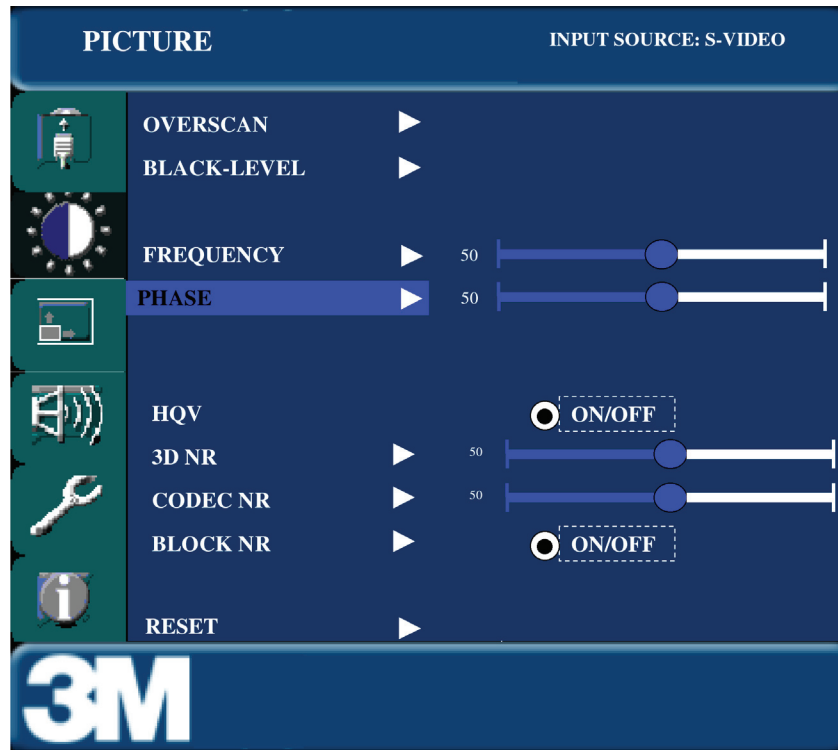 PICTURE INPUT SOURCE: S-VIDEO
OVERSCAN
BLACK-LEVEL
FREQUENCY 50
PHASE 50
HQV ON/OFF
3D NR 50
CODEC NR 50
BLOCK NR ON/OFF
RESET
3M